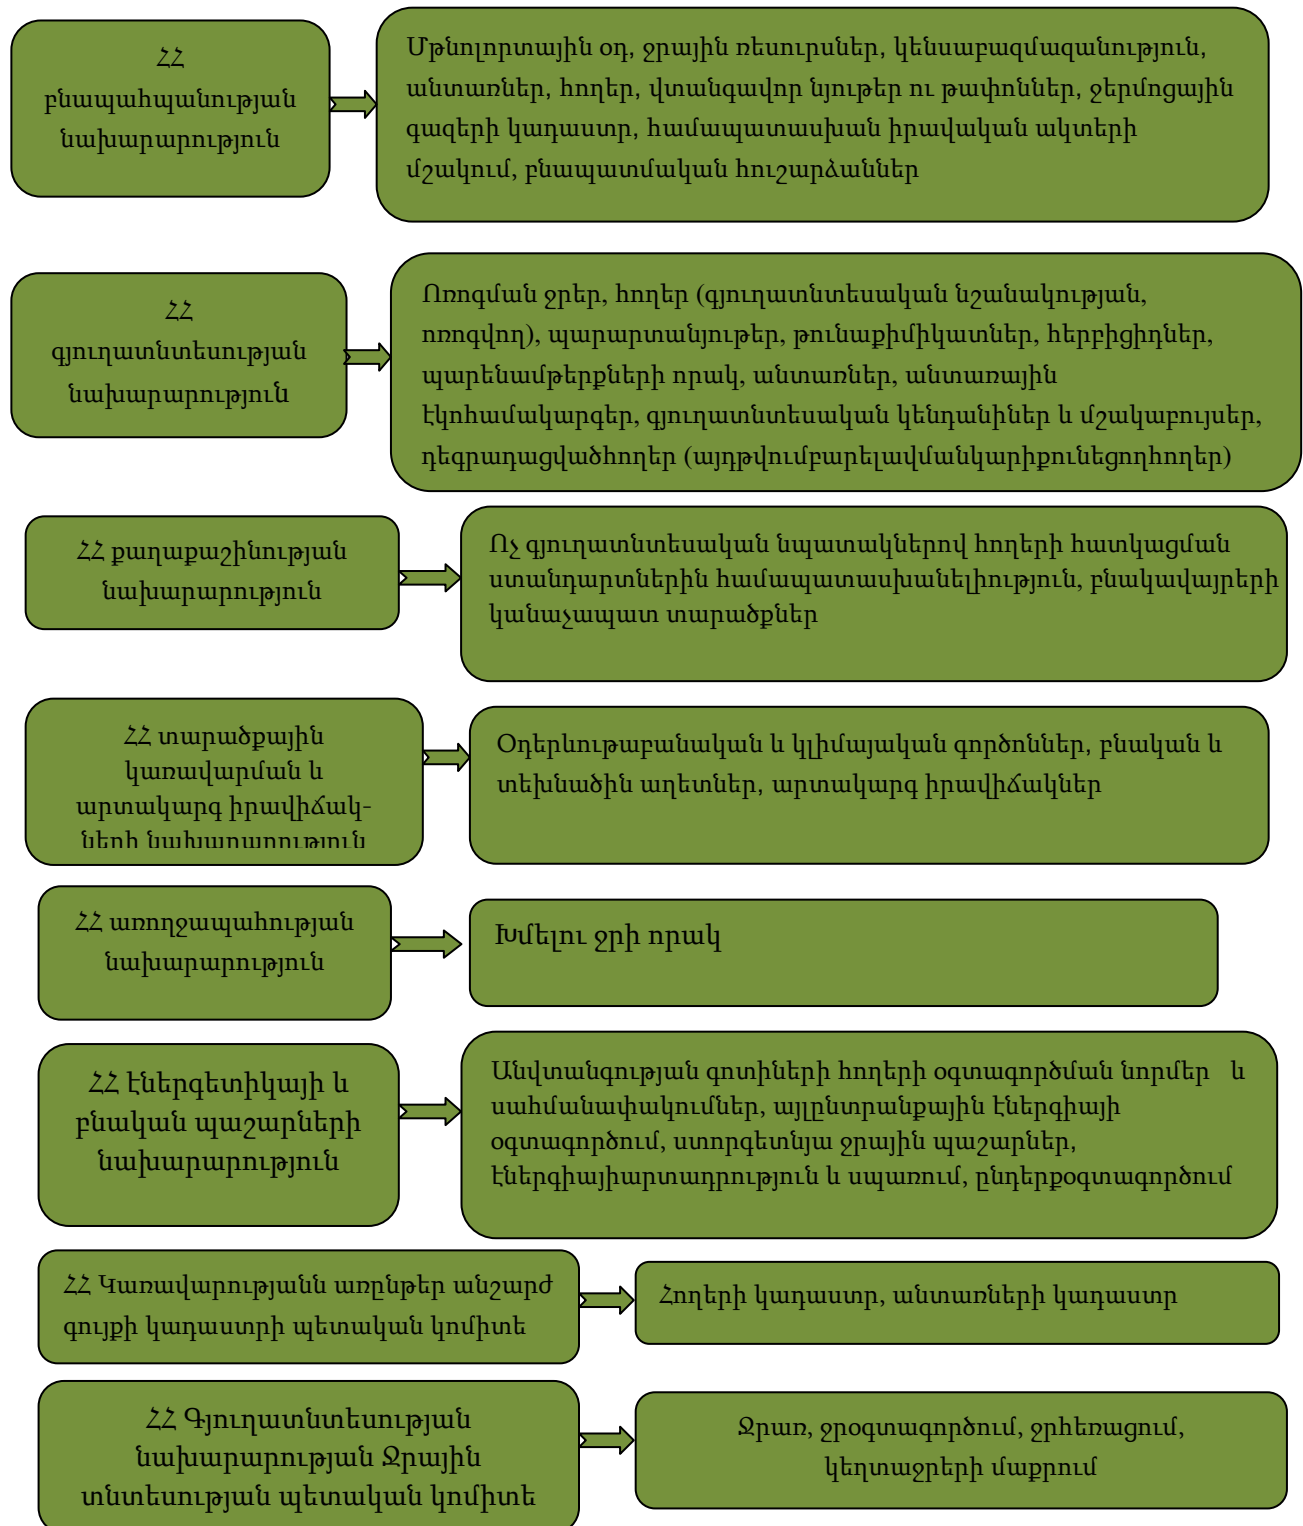 ՀՀ
բնապահպանության
նախարարություն
Մթնոլորտային օդ, ջրային ռեսուրսներ, կենսաբազմազանություն,
անտառներ, հողեր, վտանգավոր նյութեր ու թափոններ, ջերմոցային
գազերի կադաստր, համապատասխան իրավական ակտերի
մշակում, բնապատմական հուշարձաններ
ՀՀ
գյուղատնտեսության
նախարարություն
Ոռոգման ջրեր, հողեր (գյուղատնտեսական նշանակության,
ոռոգվող), պարարտանյութեր, թունաքիմիկատներ, հերբիցիդներ,
պարենամթերքների որակ, անտառներ, անտառային
էկոհամակարգեր, գյուղատնտեսական կենդանիներ և մշակաբույսեր,
դեգրադացվածհողեր (այդթվումբարելավմանկարիքունեցողհողեր)
ՀՀ քաղաքաշինության
նախարարություն
Ոչ գյուղատնտեսական նպատակներով հողերի հատկացման
ստանդարտներին համապատասխանելիություն, բնակավայրերի
կանաչապատ տարածքներ
ՀՀ տարածքային
կառավարման և
արտակարգ իրավիճակ-
ների նախարարություն
Օդերևութաբանական և կլիմայական գործոններ, բնական և
տեխնածին աղետներ, արտակարգ իրավիճակներ
ՀՀ առողջապահության
նախարարություն
Խմելու ջրի որակ
ՀՀ էներգետիկայի և
բնական պաշարների
նախարարություն
Անվտանգության գոտիների հողերի օգտագործման նորմեր և
սահմանափակումներ, այլընտրանքային էներգիայի
օգտագործում, ստորգետնյա ջրային պաշարներ,
էներգիայիարտադրություն և սպառում, ընդերքօգտագործում
ՀՀ Կառավարությանն առընթեր անշարժ
գույքի կադաստրի պետական կոմիտե
Հողերի կադաստր, անտառների կադաստր
ՀՀ Գյուղատնտեսության
նախարարության Ջրային
տնտեսության պետական կոմիտե
Ջրառ, ջրօգտագործում, ջրհեռացում,
կեղտաջրերի մաքրում